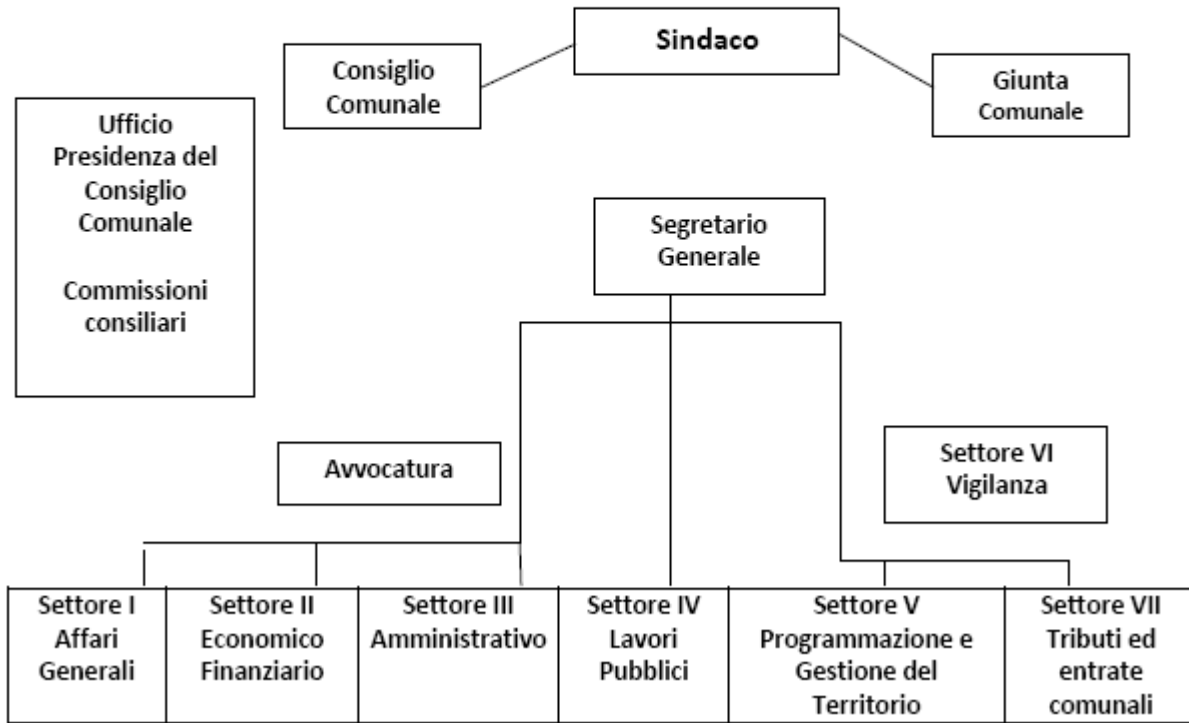 Sindaco
Consiglio
Comunale
Giunta
Comunale
Ufficio
Presidenza del
Consiglio
Comunale
Commissioni
consiliari
Segretario
Generale
Avvocatura
Settore VI
Vigilanza
Settore I
Affari
Generali
Settore II
Economico
Finanziario
Settore III
Amministrativo
Settore IV
Lavori
Pubblici
Settore V
Programmazione e
Gestione del
Territorio
Settore VII
Tributi ed
entrate
comunali